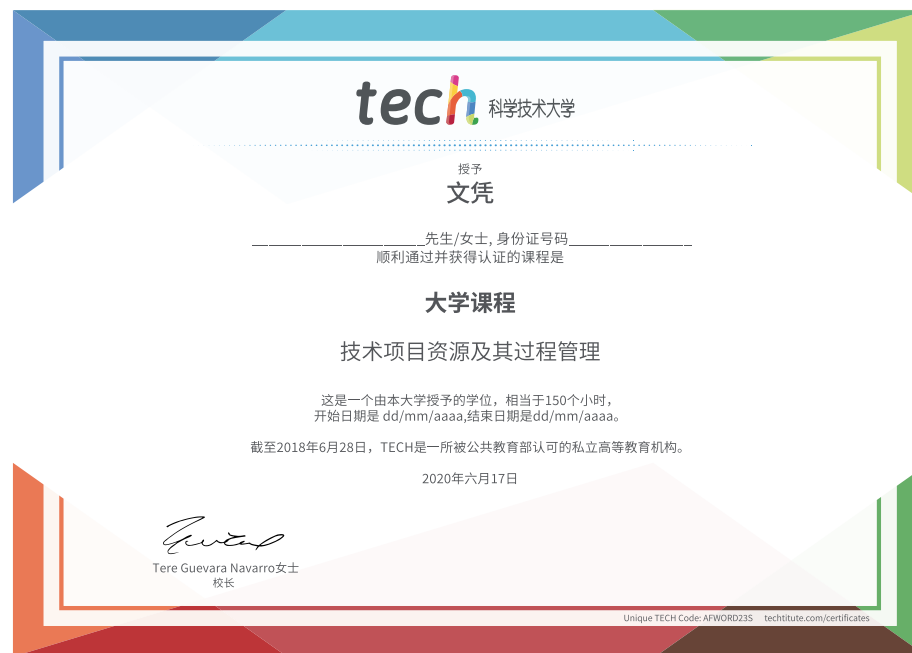 tech 科学技术大学
授予
文凭
_____________________先生/女士, 身份证号码_______________
顺利通过并获得认证的课程是
大学课程
技术项目资源及其过程管理
这是一个由本大学授予的学位，相当于150个小时，
开始日期是 dd/mm/aaaa,结束日期是dd/mm/aaaa。
截至2018年6月28日，TECH是一所被公共教育部认可的私立高等教育机构。
2020年六月17日
Tere Guevara Navarro女士
校长
Unique TECH Code: AFWORD23S techtitute.com/certificates